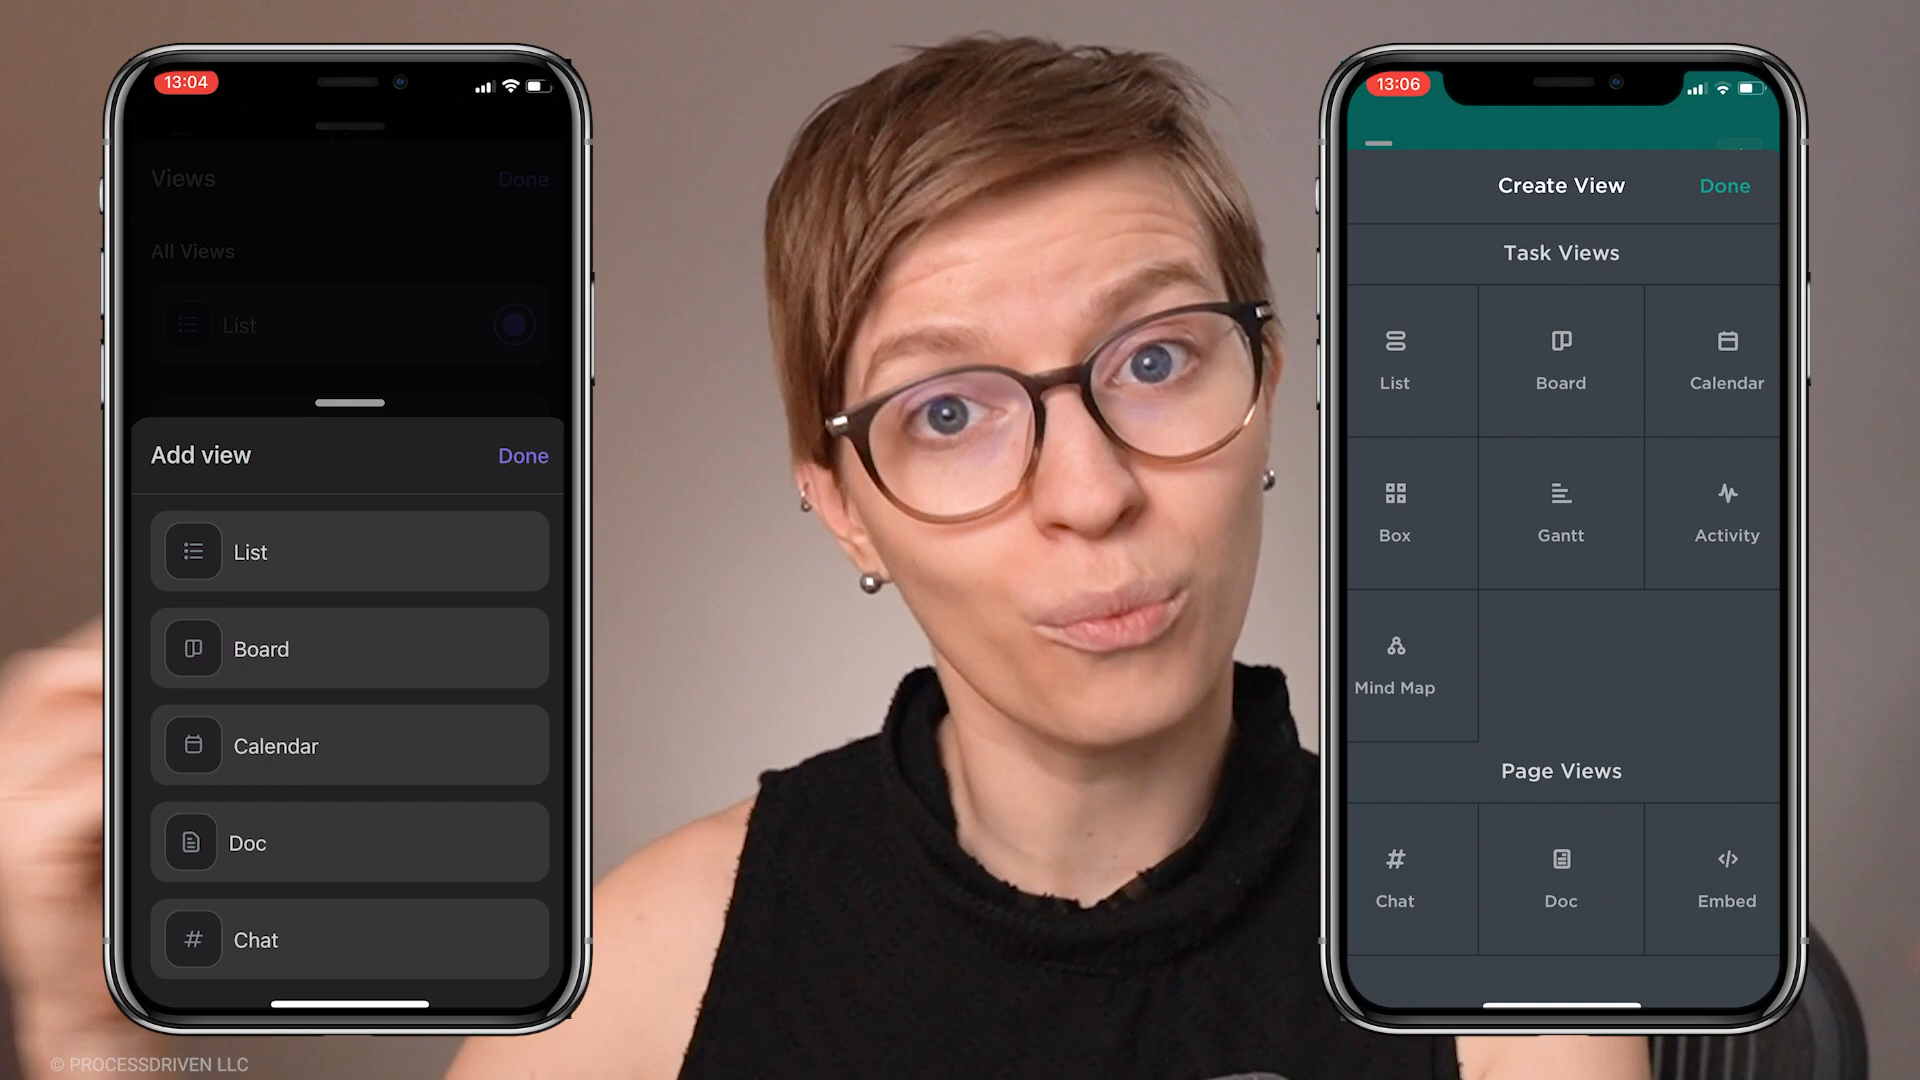 13:04
Views
Done
All Views
List
Add view
Done
List
Board
Calendar
Doc
# Chat
13:06
Create View
Done
Task Views
List
Board
Calendar
Box
Gantt
Activity
Mind Map
Page Views
# Chat
Doc
</> Embed
© PROCESSDRIVEN LLC